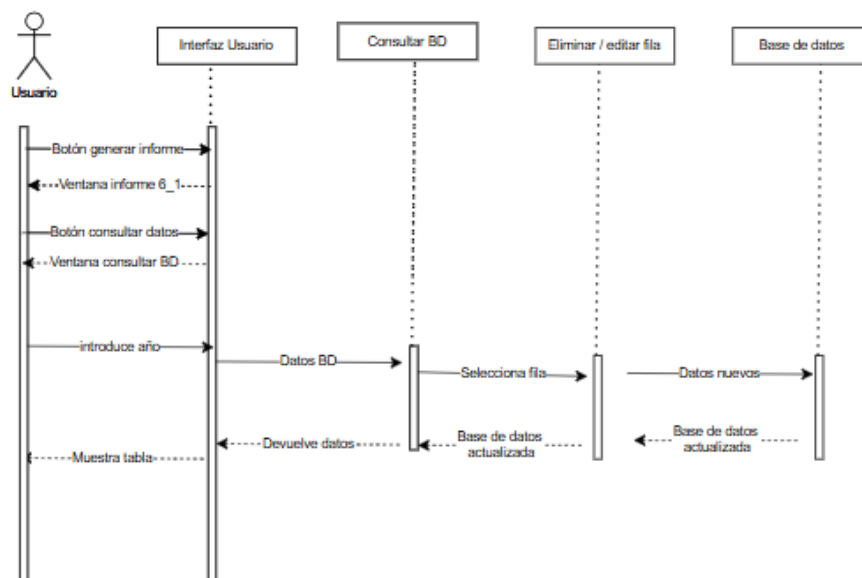 Interfaz Usuario
Consultar BD
Eliminar / editar fila
Base de datos
Usuario
Botón generar informe
Ventana informe 6_1
Botón consultar datos
Ventana consultar BD
introduce año
Datos BD
Selecciona fila
Datos nuevos
Devuelve datos
Base de datos
actualizada
Base de datos
actualizada
Muestra tabla